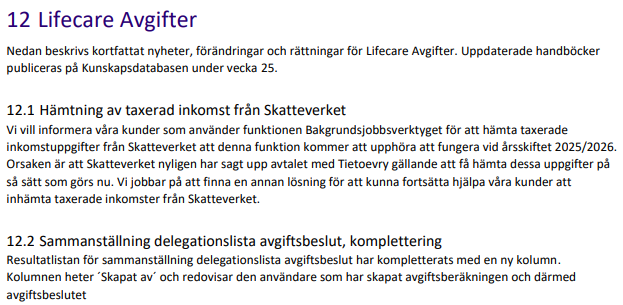 12 Lifecare Avgifter
Nedan beskrivs kortfattat nyheter, förändringar och rättningar för Lifecare Avgifter. Uppdaterade handböcker
publiceras på Kunskapsdatabasen under vecka 25.
12.1 Hämtning av taxerad inkomst från Skatteverket
Vi vill informera våra kunder som använder funktionen Bakgrundsjobbsverktyget för att hämta taxerade
inkomstuppgifter från Skatteverket att denna funktion kommer att upphöra att fungera vid årsskiftet 2025/2026.
Orsaken är att Skatteverket nyligen har sagt upp avtalet med Tietoevry gällande att få hämta dessa uppgifter på
så sätt som görs nu. Vi jobbar på att finna en annan lösning för att kunna fortsätta hjälpa våra kunder att
inhämta taxerade inkomster från Skatteverket.
12.2 Sammanställning delegationslista avgiftsbeslut, komplettering
Resultatlistan för sammanställning delegationslista avgiftsbeslut har kompletterats med en ny kolumn.
Kolumnen heter ´Skapat av´ och redovisar den användare som har skapat avgiftsberäkningen och därmed
avgiftsbeslutet